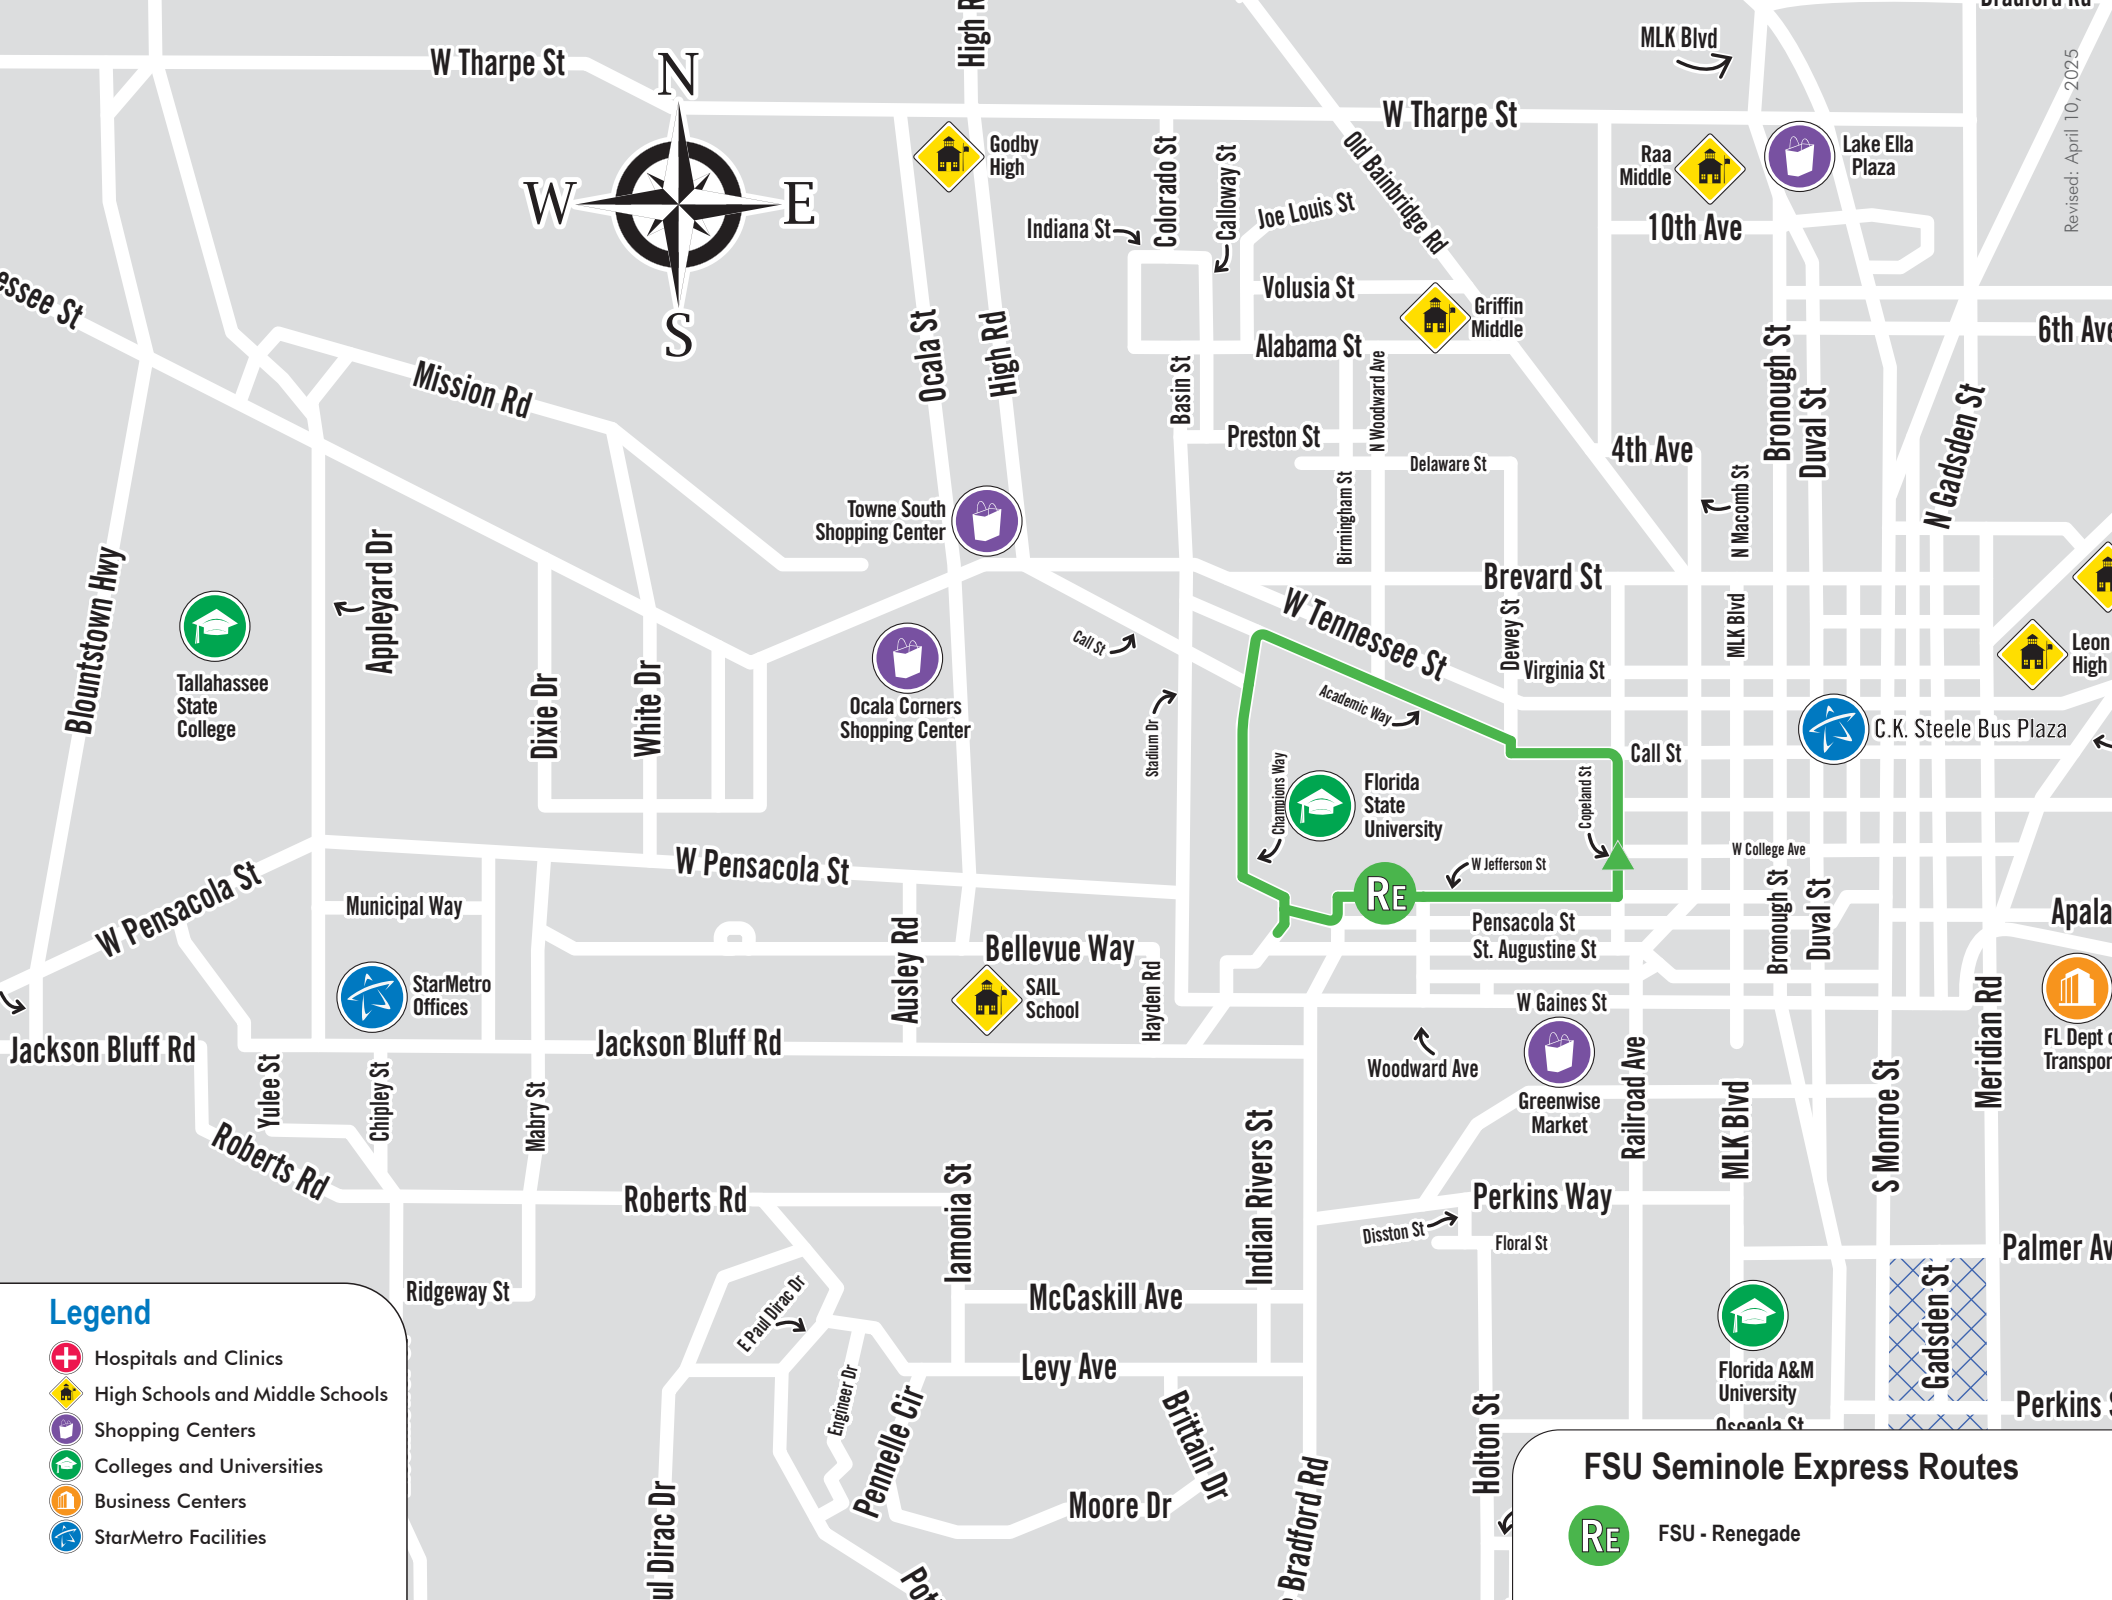 Bradford Rd
MLK Blvd
High R
W Tharpe St
N
W Tharpe St
Revised: April 10, 2025
Godby
High
Colorado St
Calloway St
Old Bainbridge Rd
Raa
Middle
Lake Ella
Plaza
W
E
Joe Louis St
Indiana St
10th Ave
essee St
S
Volusia St
Griffin
Middle
6th Ave
Ocala St
High Rd
Alabama St
Basin St
N Woodward Ave
Bronough St
Duval St
N Gadsden St
Mission Rd
Preston St
Delaware St
4th Ave
Birmingham St
N Macomb St
Towne South
Shopping Center
Blountstown Hwy
Appleyard Dr
Brevard St
W Tennessee St
Dewey St
MLK Blvd
Call St
Leon
High
Tallahassee
State
College
Dixie Dr
White Dr
Ocala Corners
Shopping Center
Virginia St
Academic Way
Stadium Dr
C.K. Steele Bus Plaza
Call St
Champions Way
Florida
State
University
Copeland St
W College Ave
W Jefferson St
RE
W Pensacola St
W Pensacola St
Municipal Way
Ausley Rd
Bellevue Way
Pensacola St
St. Augustine St
Bronough St
Duval St
Apala
StarMetro
Offices
SAIL
School
Hayden Rd
W Gaines St
Meridian Rd
Jackson Bluff Rd
Jackson Bluff Rd
Woodward Ave
Greenwise
Market
Railroad Ave
FL Dept o
Transpor
Yulee St
Chipley St
Mabry St
MLK Blvd
S Monroe St
Roberts Rd
Roberts Rd
Iamonia St
Indian Rivers St
Perkins Way
Disston St
Floral St
Palmer Av
Ridgeway St
E Paul Dirac Dr
McCaskill Ave
Gadsden St
Levy Ave
Engineer Dr
Pennelle Cir
Brittain Dr
Florida A&M
University
Osceola St
Perkins S
Holton St
Moore Dr
ul Dirac Dr
Bradford Rd
Pot
Legend
Hospitals and Clinics
High Schools and Middle Schools
Shopping Centers
Colleges and Universities
Business Centers
StarMetro Facilities
FSU Seminole Express Routes
RE
FSU - Renegade